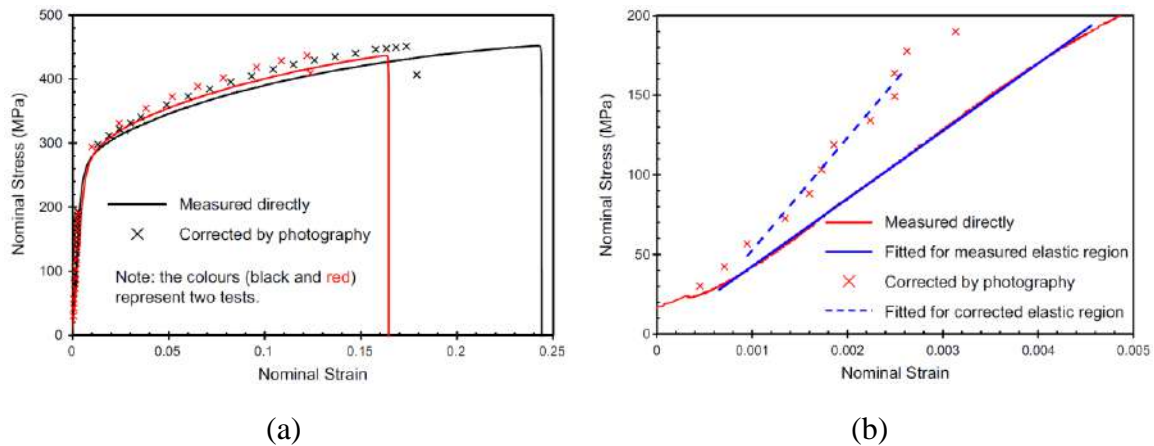 500
400
300
200
100
0
Nominal Stress (MPa)
Measured directly
Corrected by photography
Note: the colours (black and red)
represent two tests.
0
0.05
0.1
0.15
0.2
0.25
Nominal Strain
(a)
200
150
100
50
0
Nominal Stress (MPa)
Measured directly
Fitted for measured elastic region
Corrected by photography
Fitted for corrected elastic region
0
0.001
0.002
0.003
0.004
0.005
Nominal Strain
(b)